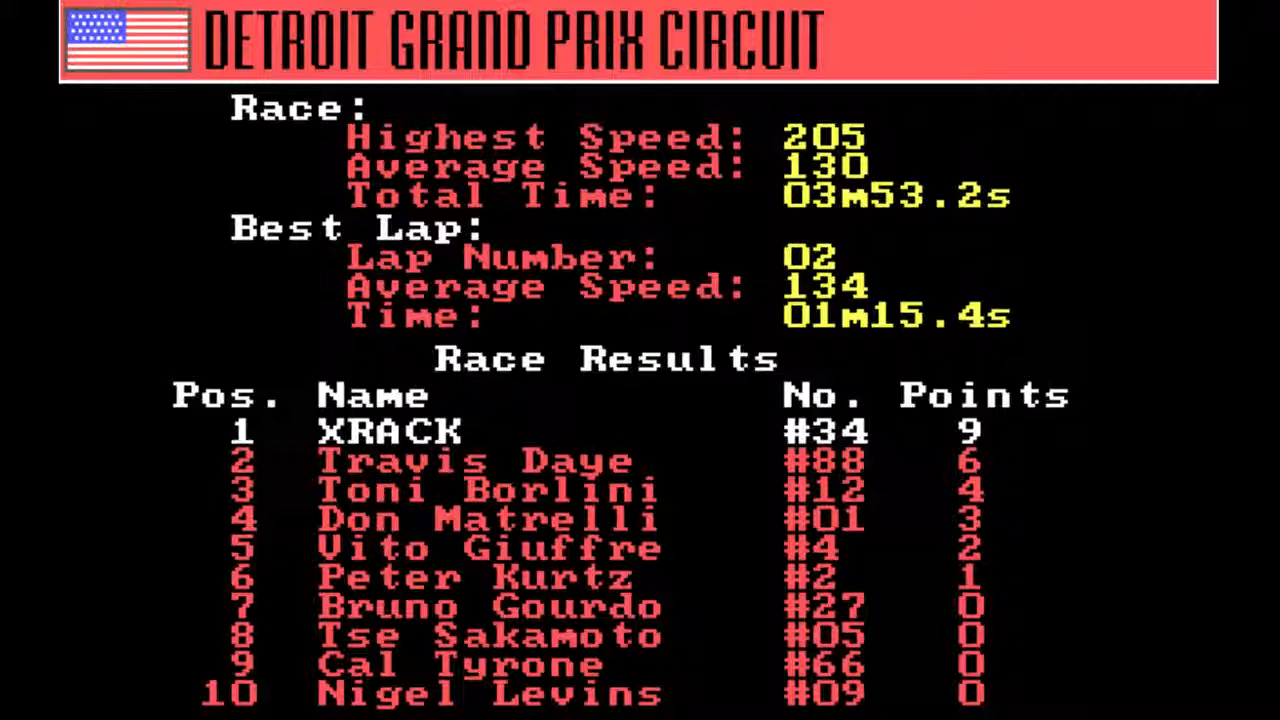 DETROIT GRAND PRIX CIRCUIT
Race:
Highest Speed: 205
Average Speed: 130
Total Time: 03m53.2s
Best Lap:
Lap Number: 02
Average Speed: 134
Time: 01m15.4s
Race Results
Pos. Name No. Points
1 XRACK #34 9
2 Travis Daye #88 6
3 Toni Borlini #12 4
4 Don Matrelli #01 3
5 Vito Giuffre #4 2
6 Peter Kurtz #2 1
7 Bruno Gourdo #27 0
8 Tse Sakamoto #05 0
9 Cal Tyrone #66 0
10 Nigel Levins #09 0